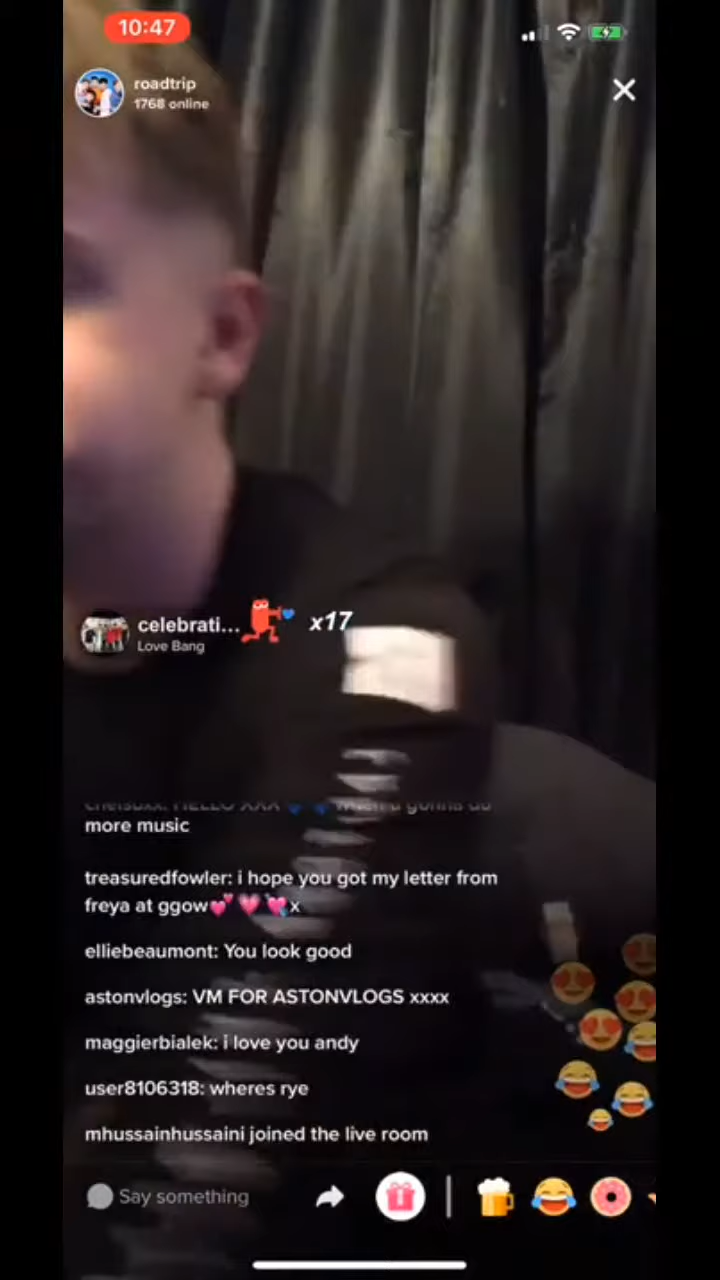 10:47
roadtrip
1768 online
celebrati...
x17
Love Bang
more music
treasuredfowler: i hope you got my letter from
freya at ggow💕💗💘x
elliebeaumont: You look good
astonvlogs: VM FOR ASTONVLOGS xxxx
maggierbialek: i love you andy
user8106318: wheres rye
mhussainhussaini joined the live room
Say something